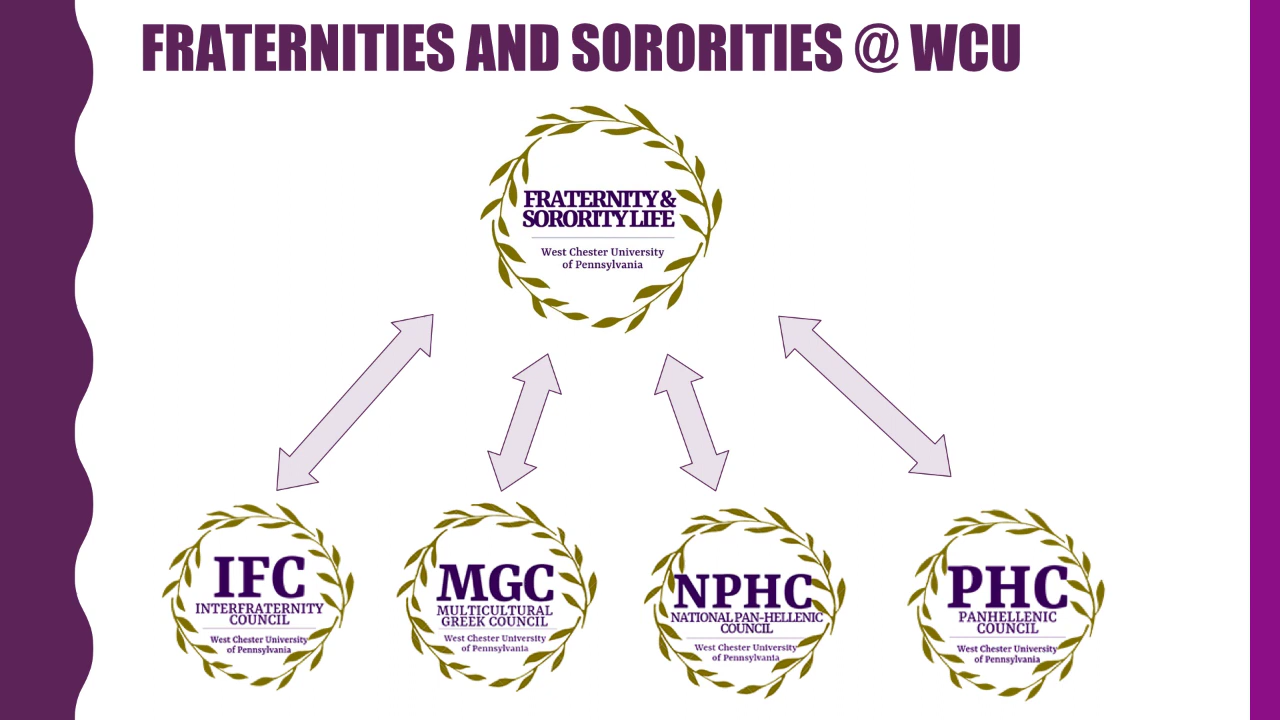 FRATERNITIES AND SORORITIES @ WCU
FRATERNITY &
SORORITY LIFE
West Chester University
of Pennsylvania
IFC
INTERFRATERNITY
COUNCIL
West Chester University
of Pennsylvania
MGC
MULTICULTURAL
GREEK COUNCIL
West Chester University
of Pennsylvania
NPHC
NATIONAL PAN-HELLENIC
COUNCIL
West Chester University
of Pennsylvania
PHC
PANHELLENIC
COUNCIL
West Chester University
of Pennsylvania